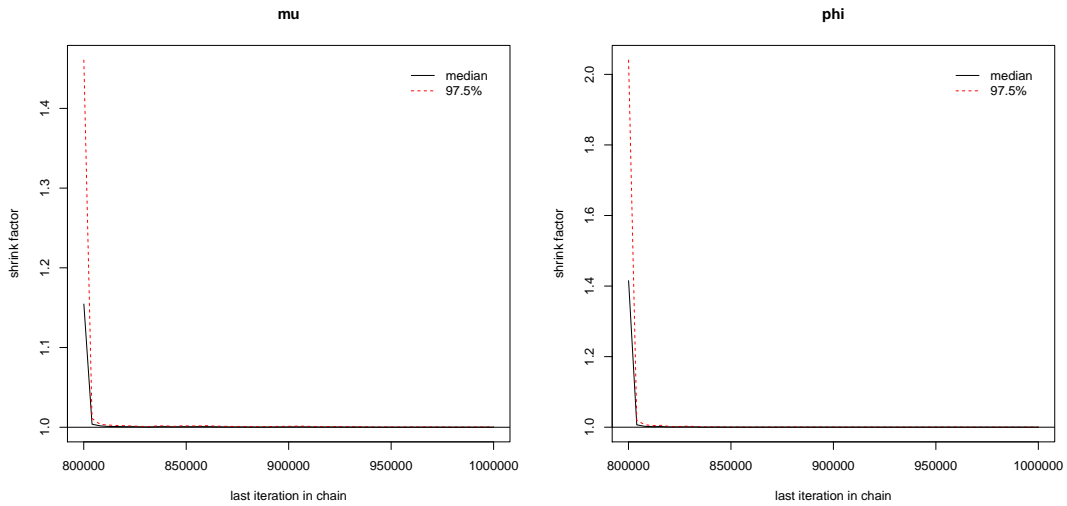 mu
median
97.5%
1.4
1.3
1.2
1.1
1.0
shrink factor
800000 850000 900000 950000 1000000
last iteration in chain
phi
median
97.5%
2.0
1.8
1.6
1.4
1.2
1.0
shrink factor
800000 850000 900000 950000 1000000
last iteration in chain